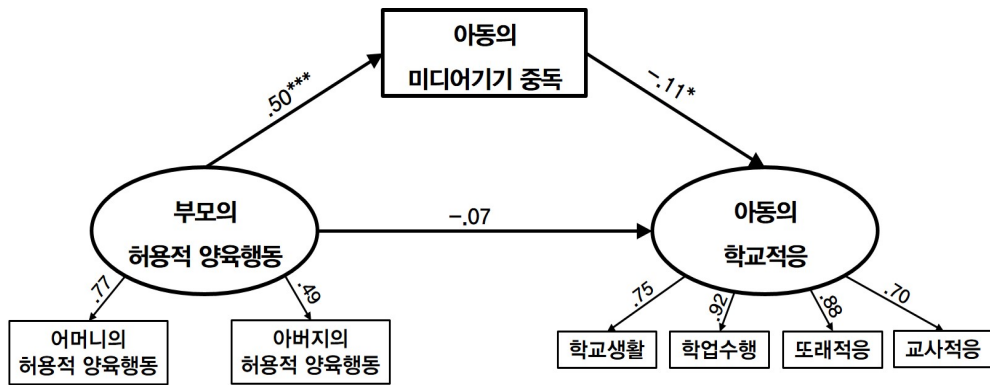 아동의
미디어기기 중독
.50***
-.11*
부모의
허용적 양육행동
-.07
아동의
학교적응
.77
.49
.75
.92
.88
.70
어머니의
허용적 양육행동
아버지의
허용적 양육행동
학교생활
학업수행
또래적응
교사적응